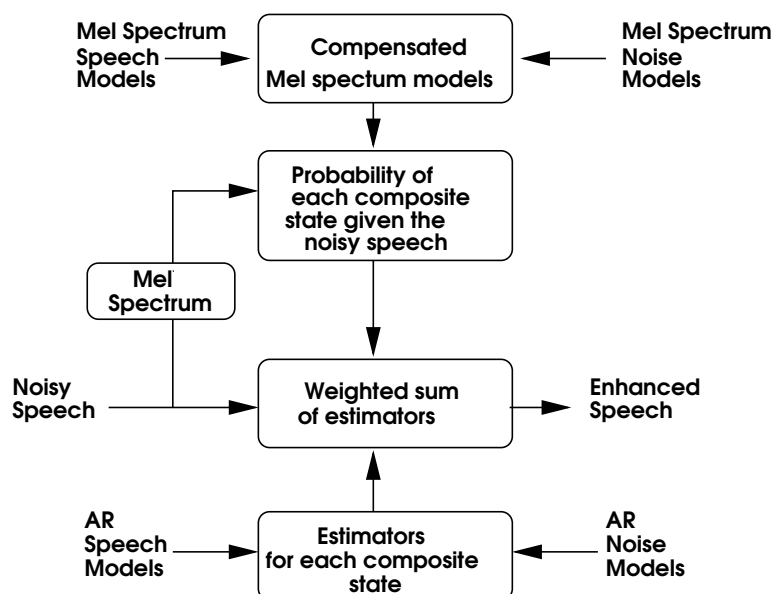 Mel Spectrum
Speech
Models
Compensated
Mel spectum models
Mel Spectrum
Noise
Models
Probability of
each composite
state given the
noisy speech
Mel
Spectrum
Noisy
Speech
Weighted sum
of estimators
Enhanced
Speech
AR
Speech
Models
Estimators
for each composite
state
AR
Noise
Models